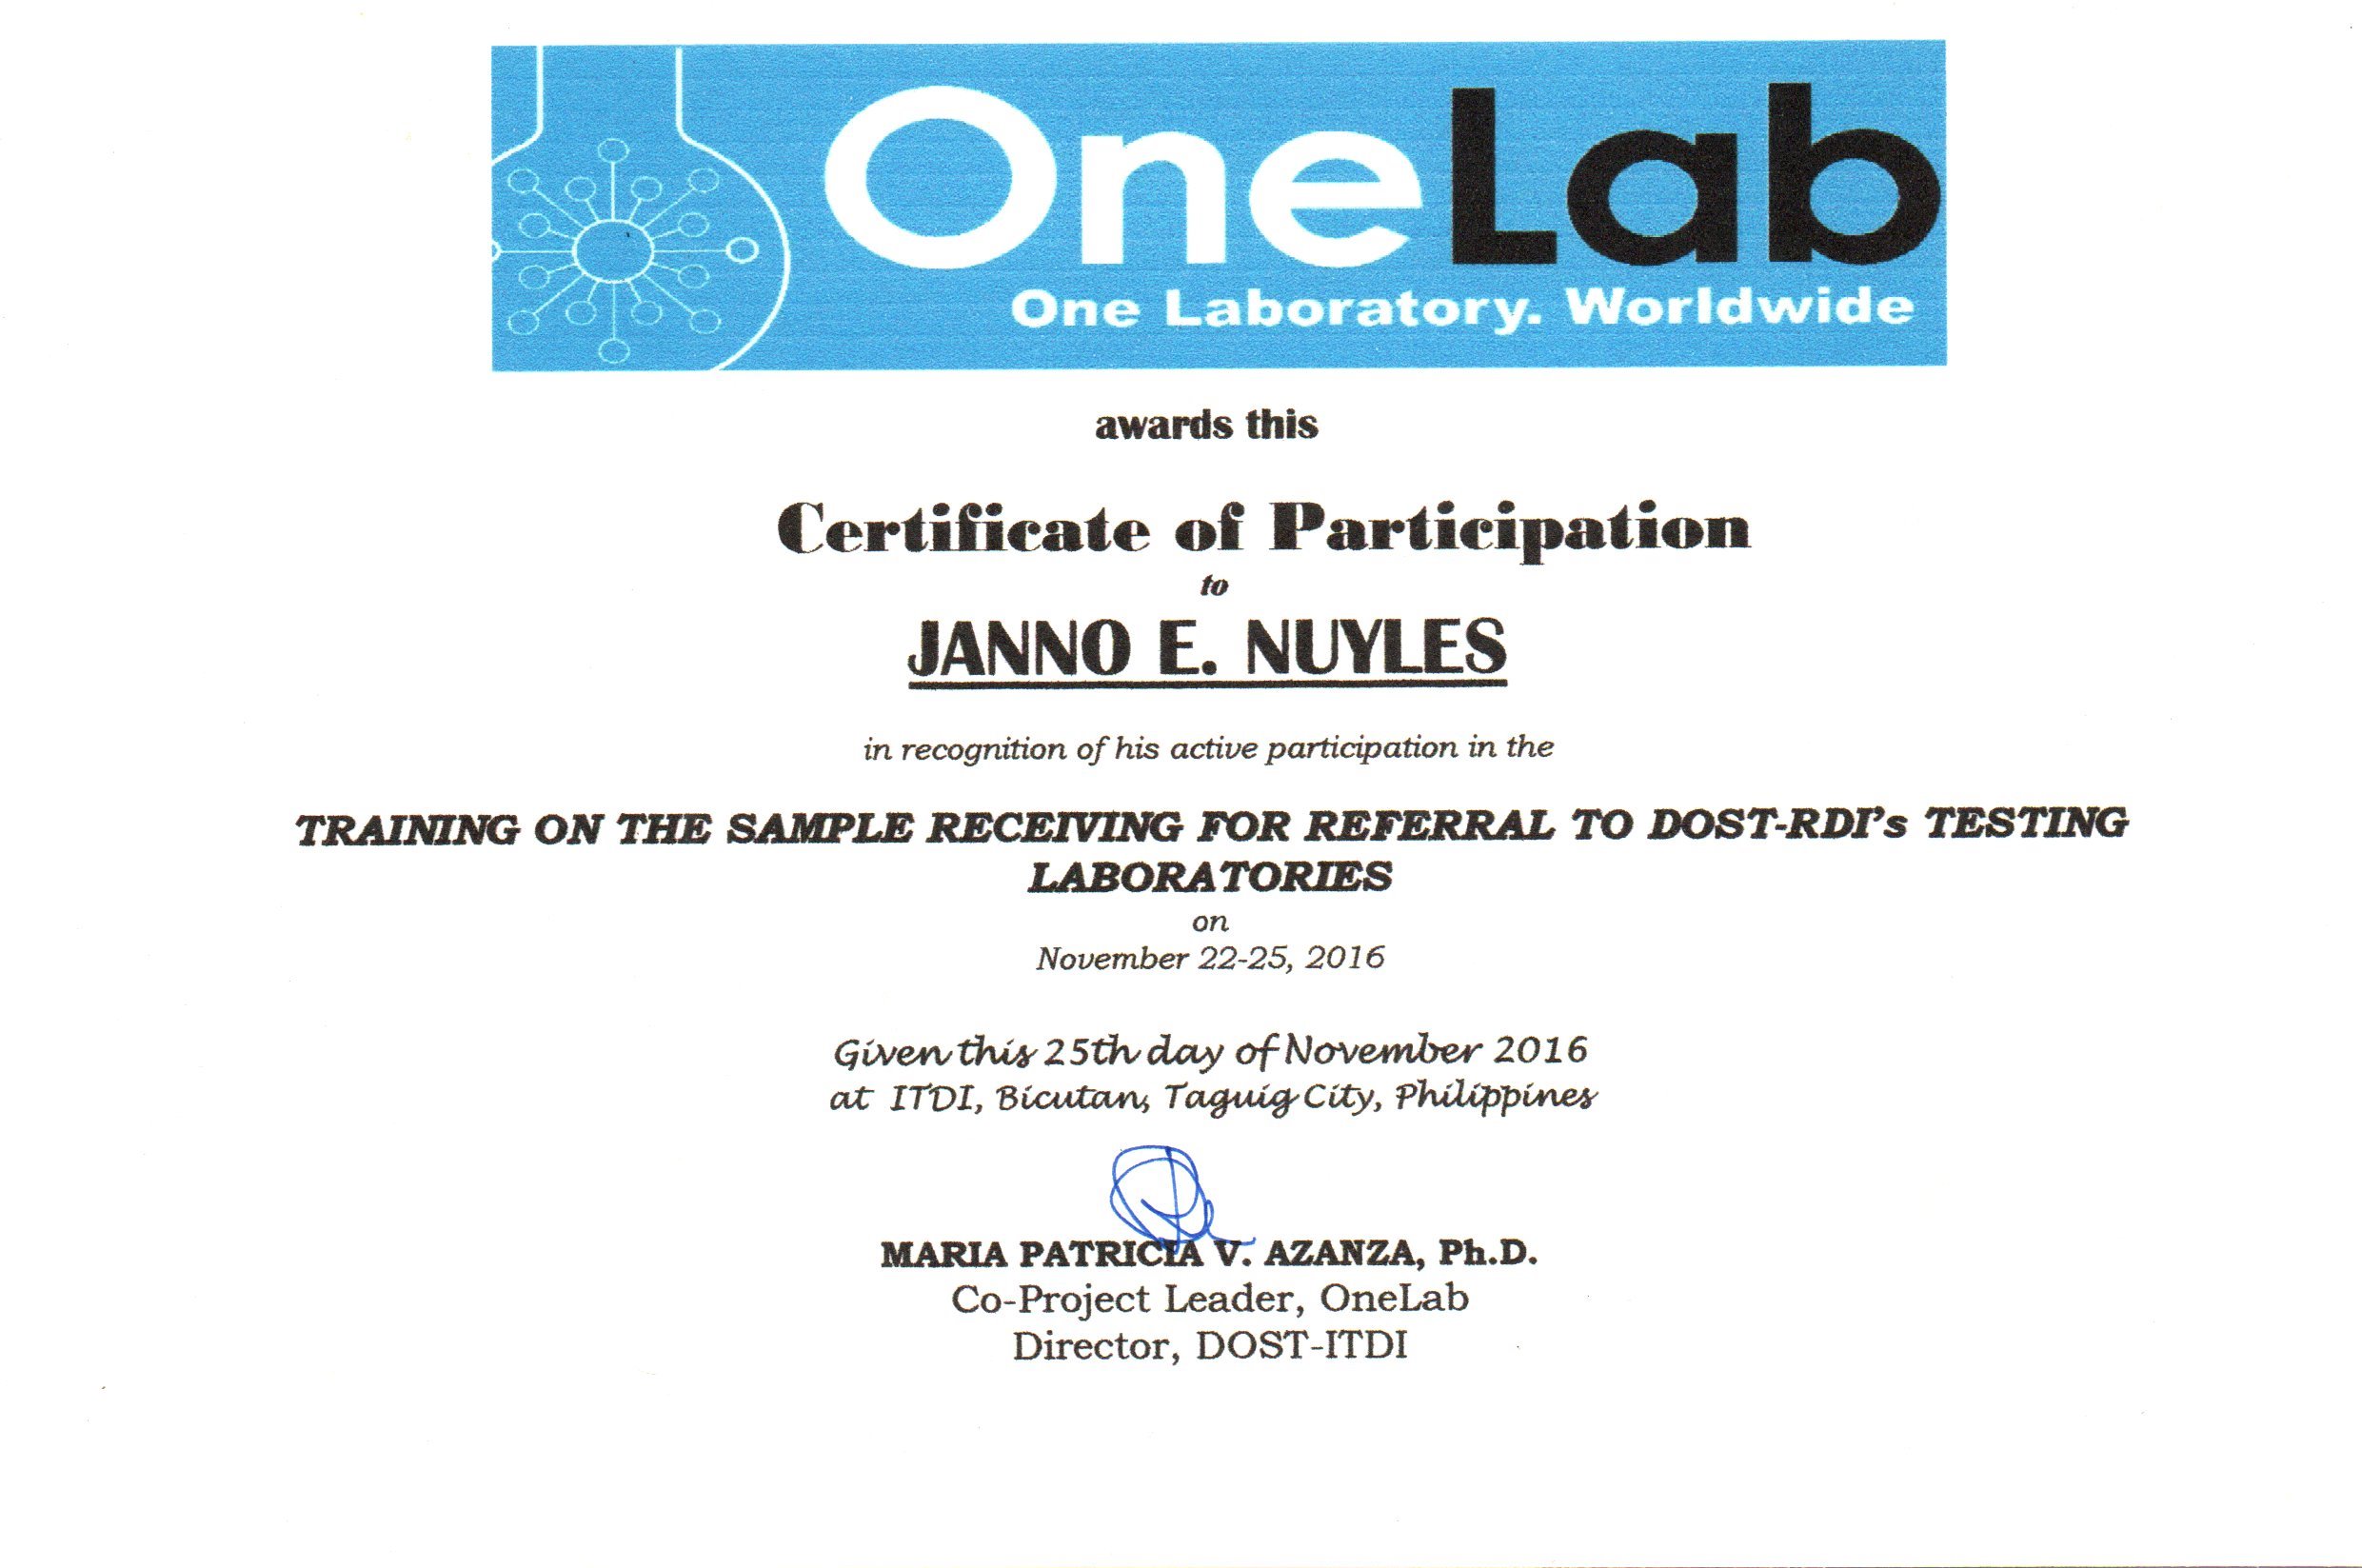 OneLab
One Laboratory. Worldwide
awards this
Certificate of Participation
to
JANNO E. NUYLES
in recognition of his active participation in the
TRAINING ON THE SAMPLE RECEIVING FOR REFERRAL TO DOST-RDI's TESTING
LABORATORIES
on
November 22-25, 2016
Given this 25th day of November 2016
at ITDI, Bicutan, Taguig City, Philippines
MARIA PATRICIA V. AZANZA, Ph.D.
Co-Project Leader, OneLab
Director, DOST-ITDI